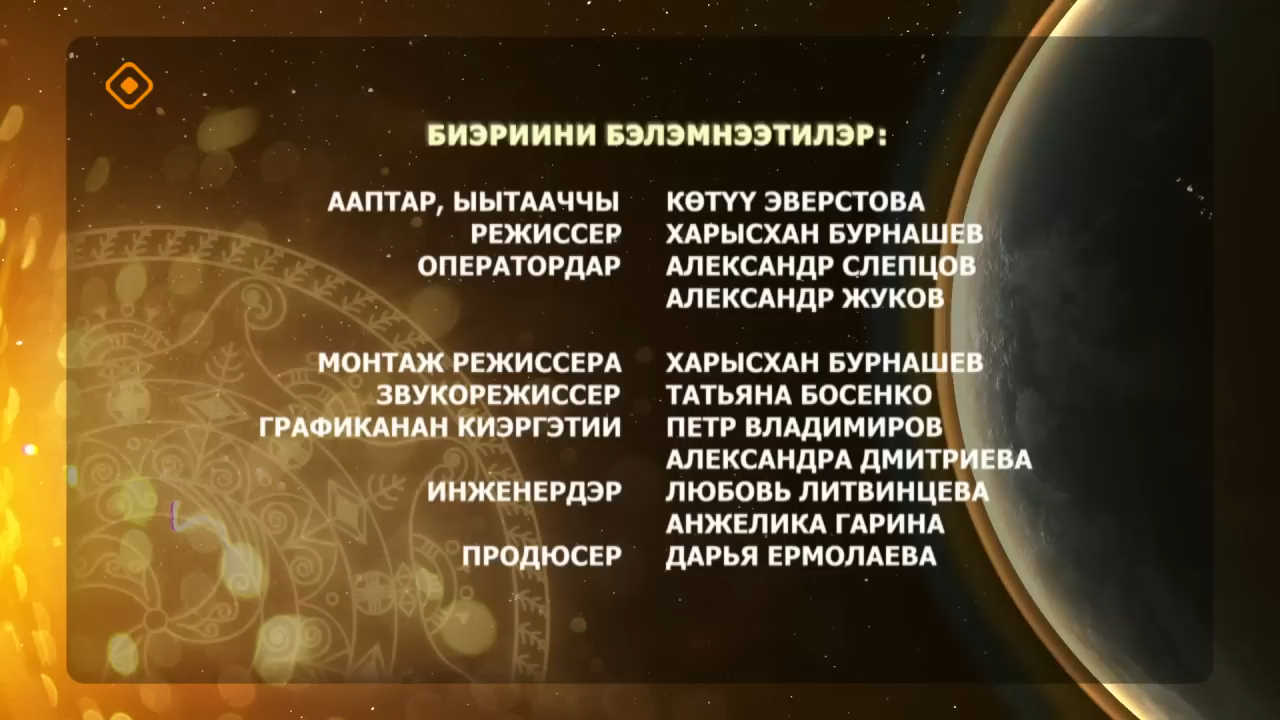 БИЭРИИНИ БЭЛЭМНЭЭТИЛЭР:
ААПТАР, ЫЫТААЧЧЫ КӨТҮҮ ЭВЕРСТОВА
РЕЖИССЕР ХАРЫСХАН БУРНАШЕВ
ОПЕРАТОРДАР АЛЕКСАНДР СЛЕПЦОВ
АЛЕКСАНДР ЖУКОВ
МОНТАЖ РЕЖИССЕРА ХАРЫСХАН БУРНАШЕВ
ЗВУКОРЕЖИССЕР ТАТЬЯНА БОСЕНКО
ГРАФИКАНАН КИЭРГЭТИИ ПЕТР ВЛАДИМИРОВ
АЛЕКСАНДРА ДМИТРИЕВА
ИНЖЕНЕРДЭР ЛЮБОВЬ ЛИТВИНЦЕВА
АНЖЕЛИКА ГАРИНА
ПРОДЮСЕР ДАРЬЯ ЕРМОЛАЕВА